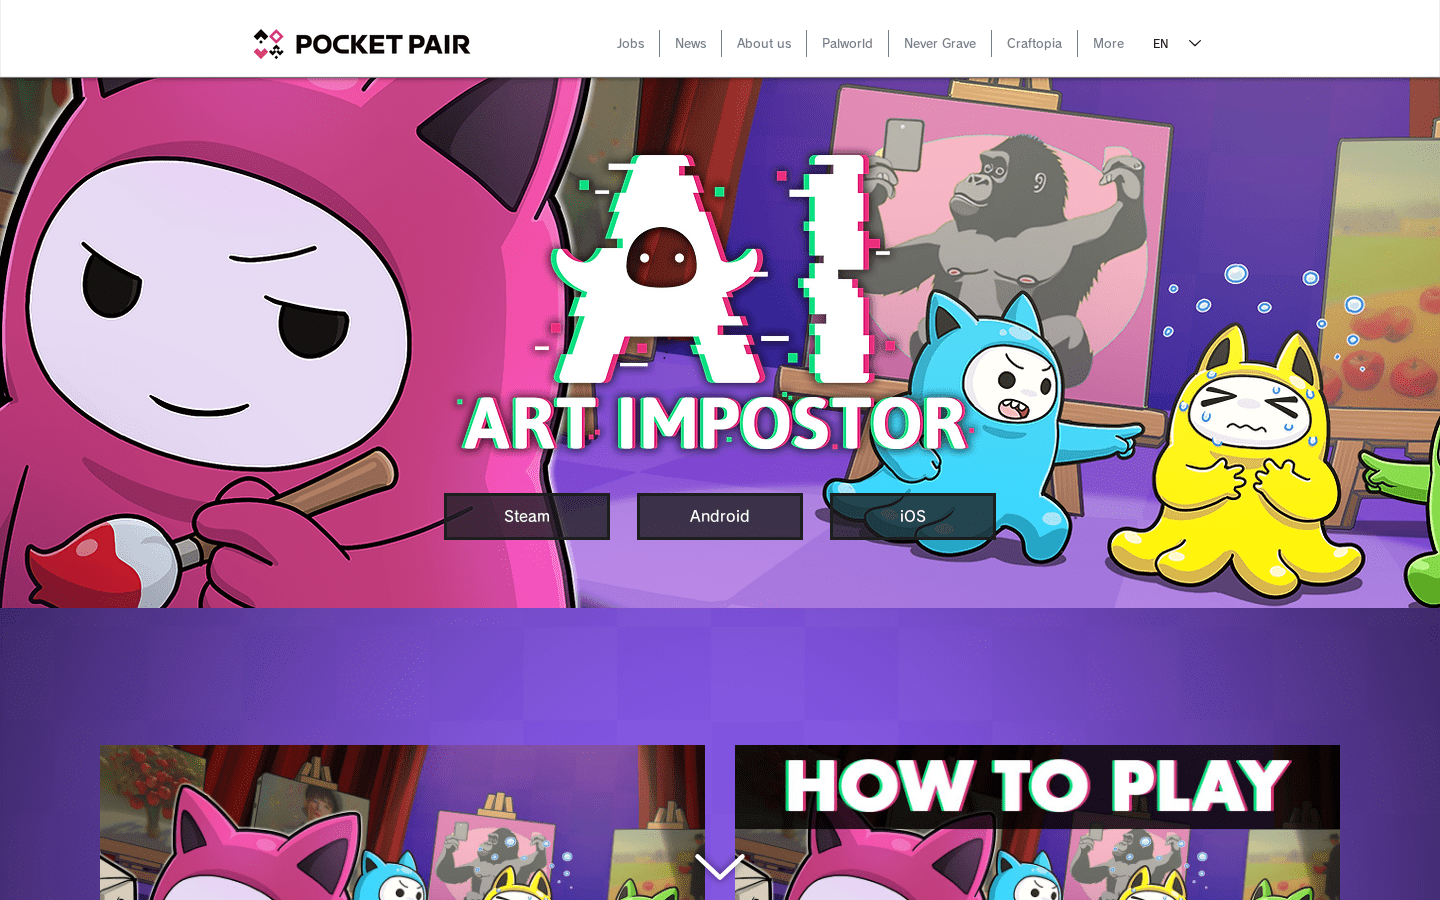 POCKET PAIR
Jobs
News
About us
Palworld
Never Grave
Craftopia
More
EN
AI
ART IMPOSTOR
Steam
Android
iOS
HOW TO PLAY